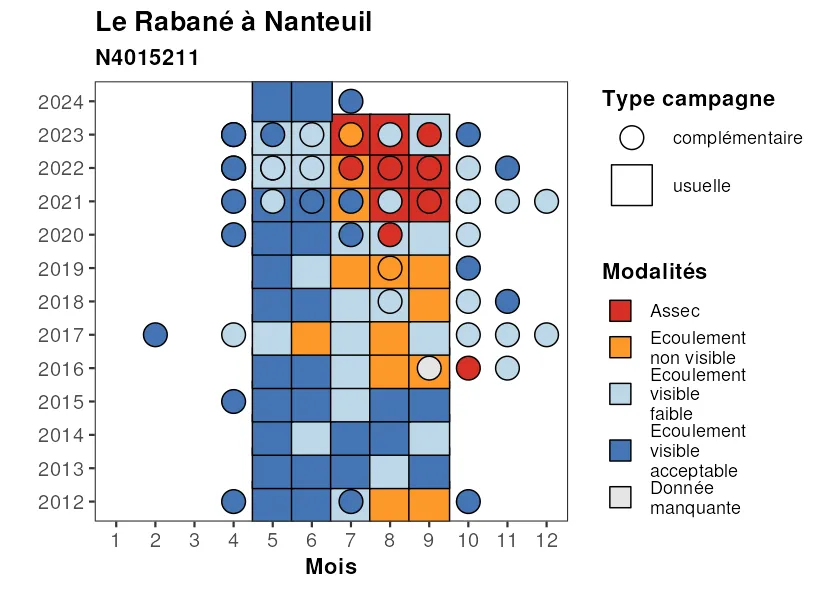 Le Rabané à Nanteuil
N4015211
2024
2023
2022
2021
2020
2019
2018
2017
2016
2015
2014
2013
2012
1 2 3 4 5 6 7 8 9 10 11 12
Mois
Type campagne
complémentaire
usuelle
Modalités
Assec
Ecoulement
non visible
Ecoulement
visible
faible
Ecoulement
visible
acceptable
Donnée
manquante